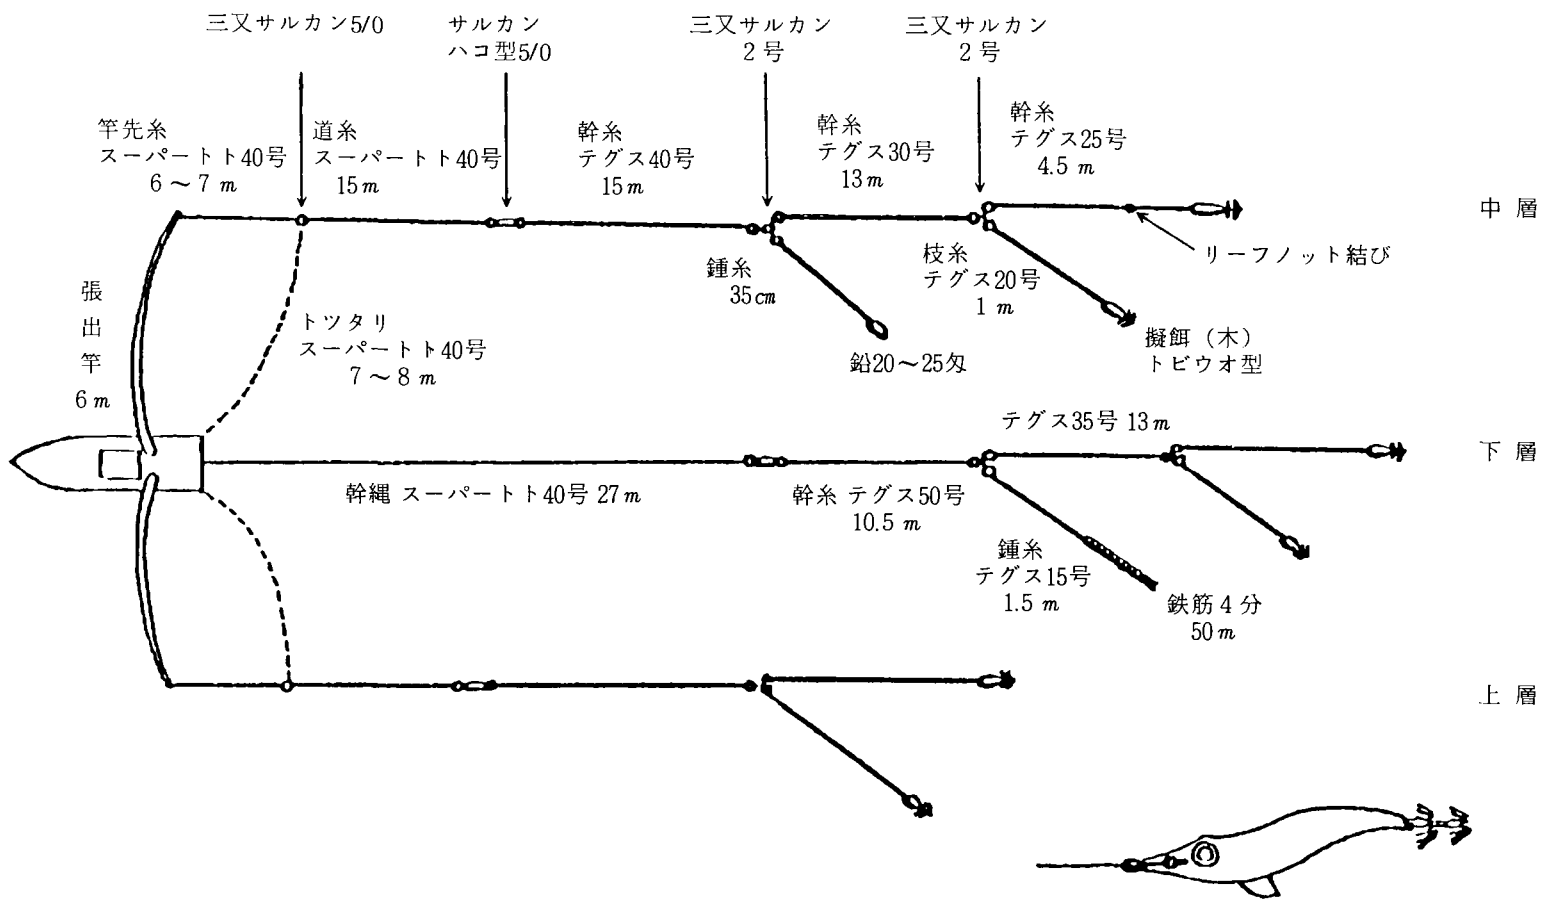 三又サルカン5/0
サルカン
ハコ型5/0
三又サルカン
2号
三又サルカン
2号
竿先糸
スーパートト40号
6～7m
道糸
スーパートト40号
15m
幹糸
テグス40号
15m
幹糸
テグス30号
13m
幹糸
テグス25号
4.5m
中層
リーフノット結び
錘糸
35cm
枝糸
テグス20号
1m
鉛20～25匁
擬餌（木）
トビウオ型
張出竿
6m
トツタリ
スーパートト40号
7～8m
テグス35号 13m
下層
幹縄 スーパートト40号 27m
幹糸 テグス50号
10.5m
錘糸
テグス15号
1.5m
鉄筋4分
50m
上層